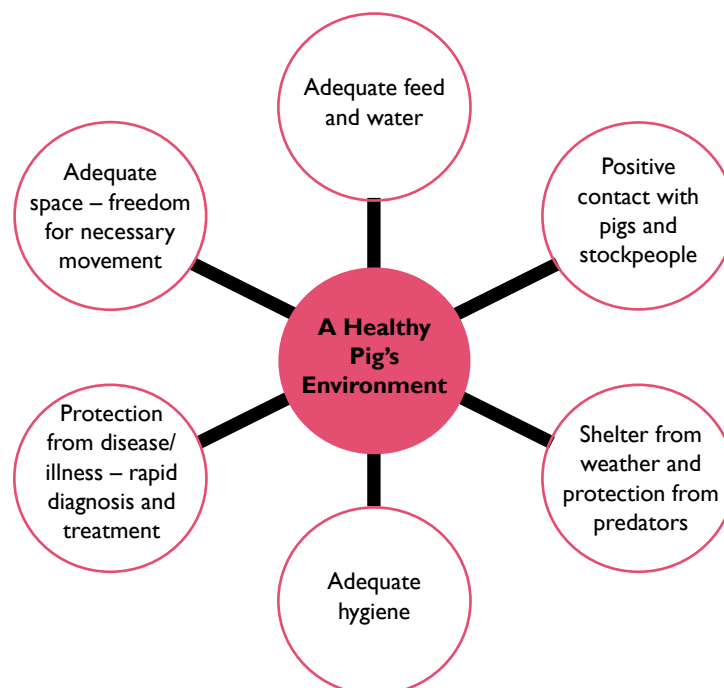 Adequate feed
and water
Adequate
space – freedom
for necessary
movement
Positive
contact with
pigs and
stockpeople
A Healthy
Pig's
Environment
Protection
from disease/
illness – rapid
diagnosis and
treatment
Shelter from
weather and
protection from
predators
Adequate
hygiene